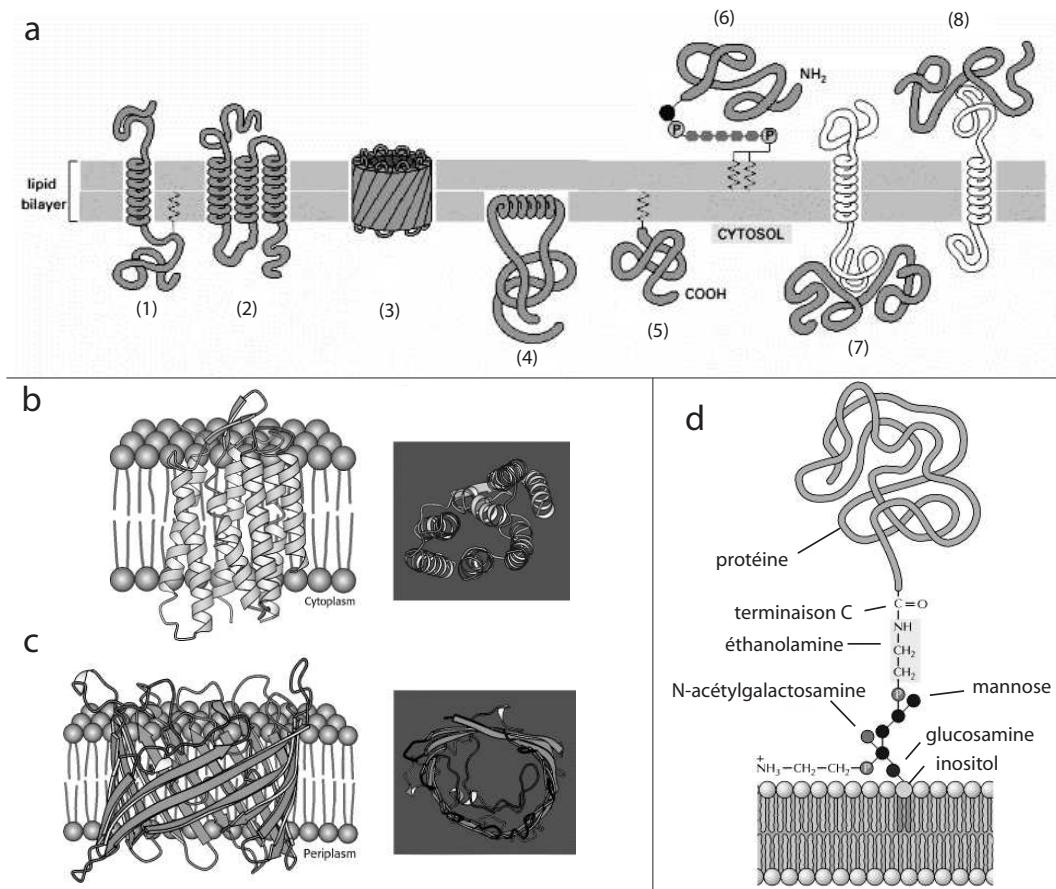 a
(6)
(8)
NH2
P
P
lipid
bilayer
CYTOSOL
COOH
(1)
(2)
(3)
(4)
(5)
(7)
b
Cytoplasm
c
Periplasm
d
protéine
terminaison C
C=O
NH
éthanolamine
CH2
CH2
N-acétylgalactosamine
P
mannose
glucosamine
inositol
+
NH3—CH2—CH2—P